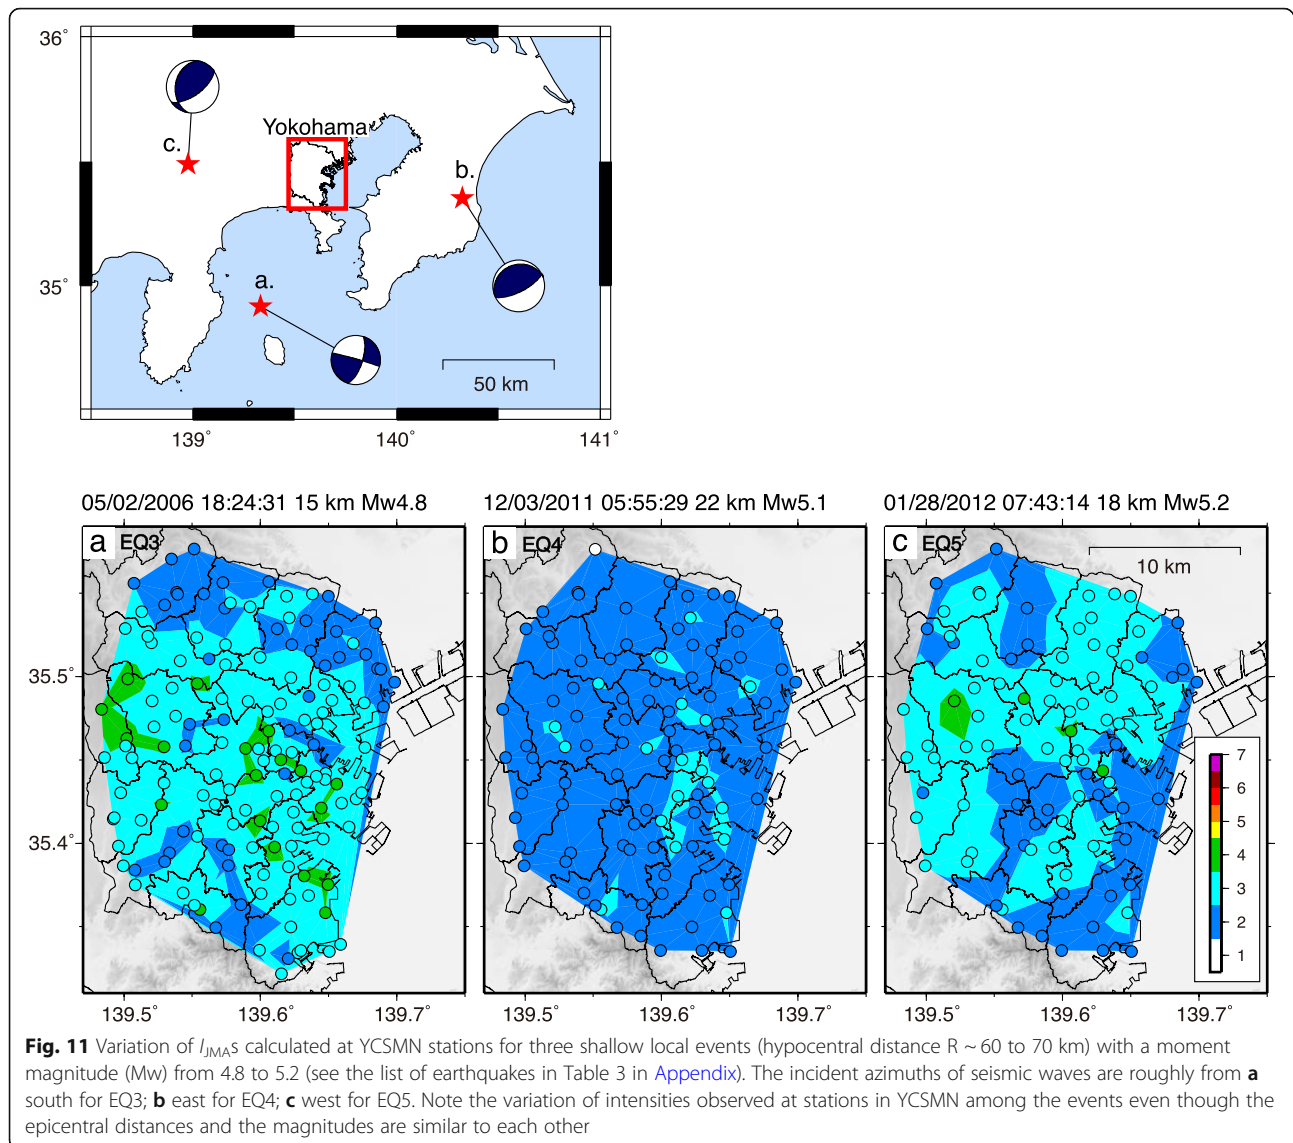 36°
Yokohama
c.
b.
35°
a.
50 km
139° 140° 141°
05/02/2006 18:24:31 15 km Mw4.8
12/03/2011 05:55:29 22 km Mw5.1
01/28/2012 07:43:14 18 km Mw5.2
a EQ3
b EQ4
c EQ5
10 km
35.5°
35.4°
7
6
5
4
3
2
1
139.5° 139.6° 139.7°
139.5° 139.6° 139.7°
139.5° 139.6° 139.7°
Fig. 11 Variation of IJMAs calculated at YCSMN stations for three shallow local events (hypocentral distance R ~ 60 to 70 km) with a moment
magnitude (Mw) from 4.8 to 5.2 (see the list of earthquakes in Table 3 in Appendix). The incident azimuths of seismic waves are roughly from a
south for EQ3; b east for EQ4; c west for EQ5. Note the variation of intensities observed at stations in YCSMN among the events even though the
epicentral distances and the magnitudes are similar to each other